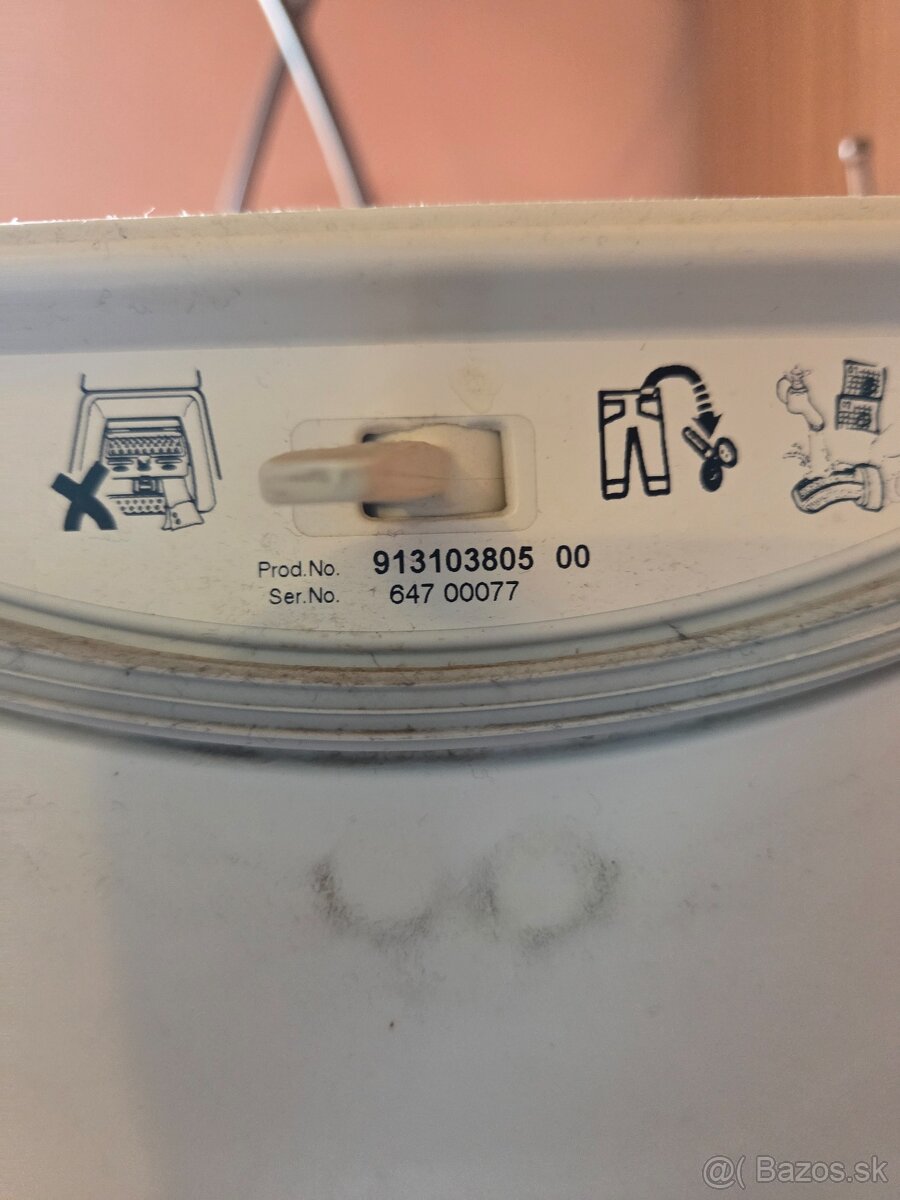 Prod.No. 913103805 00
Ser.No. 647 00077
@( Bazos.sk